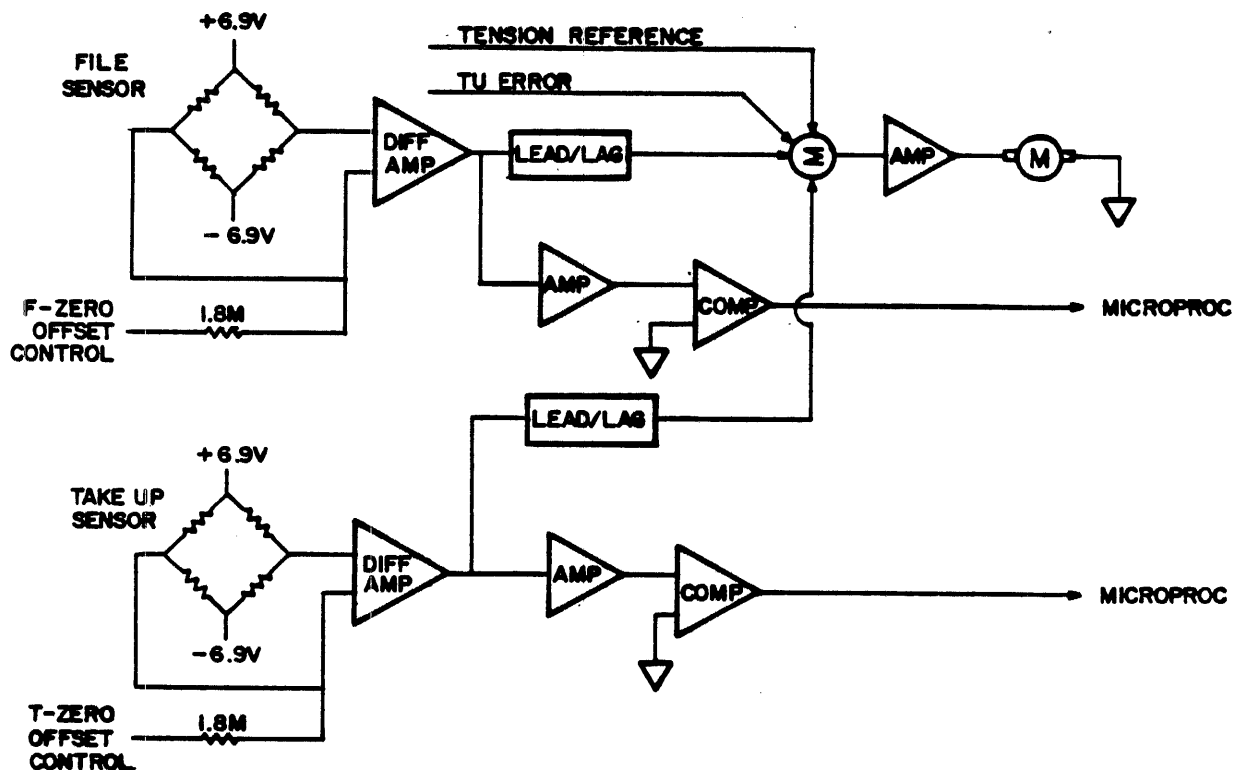 +6.9V
FILE
SENSOR
-6.9V
F-ZERO
OFFSET
CONTROL
1.8M
DIFF
AMP
TENSION REFERENCE
TU ERROR
LEAD/LAG
Σ
AMP
M
AMP
COMP
MICROPROC
LEAD/LAG
+6.9V
TAKE UP
SENSOR
-6.9V
T-ZERO
OFFSET
CONTROL
1.8M
DIFF
AMP
AMP
COMP
MICROPROC